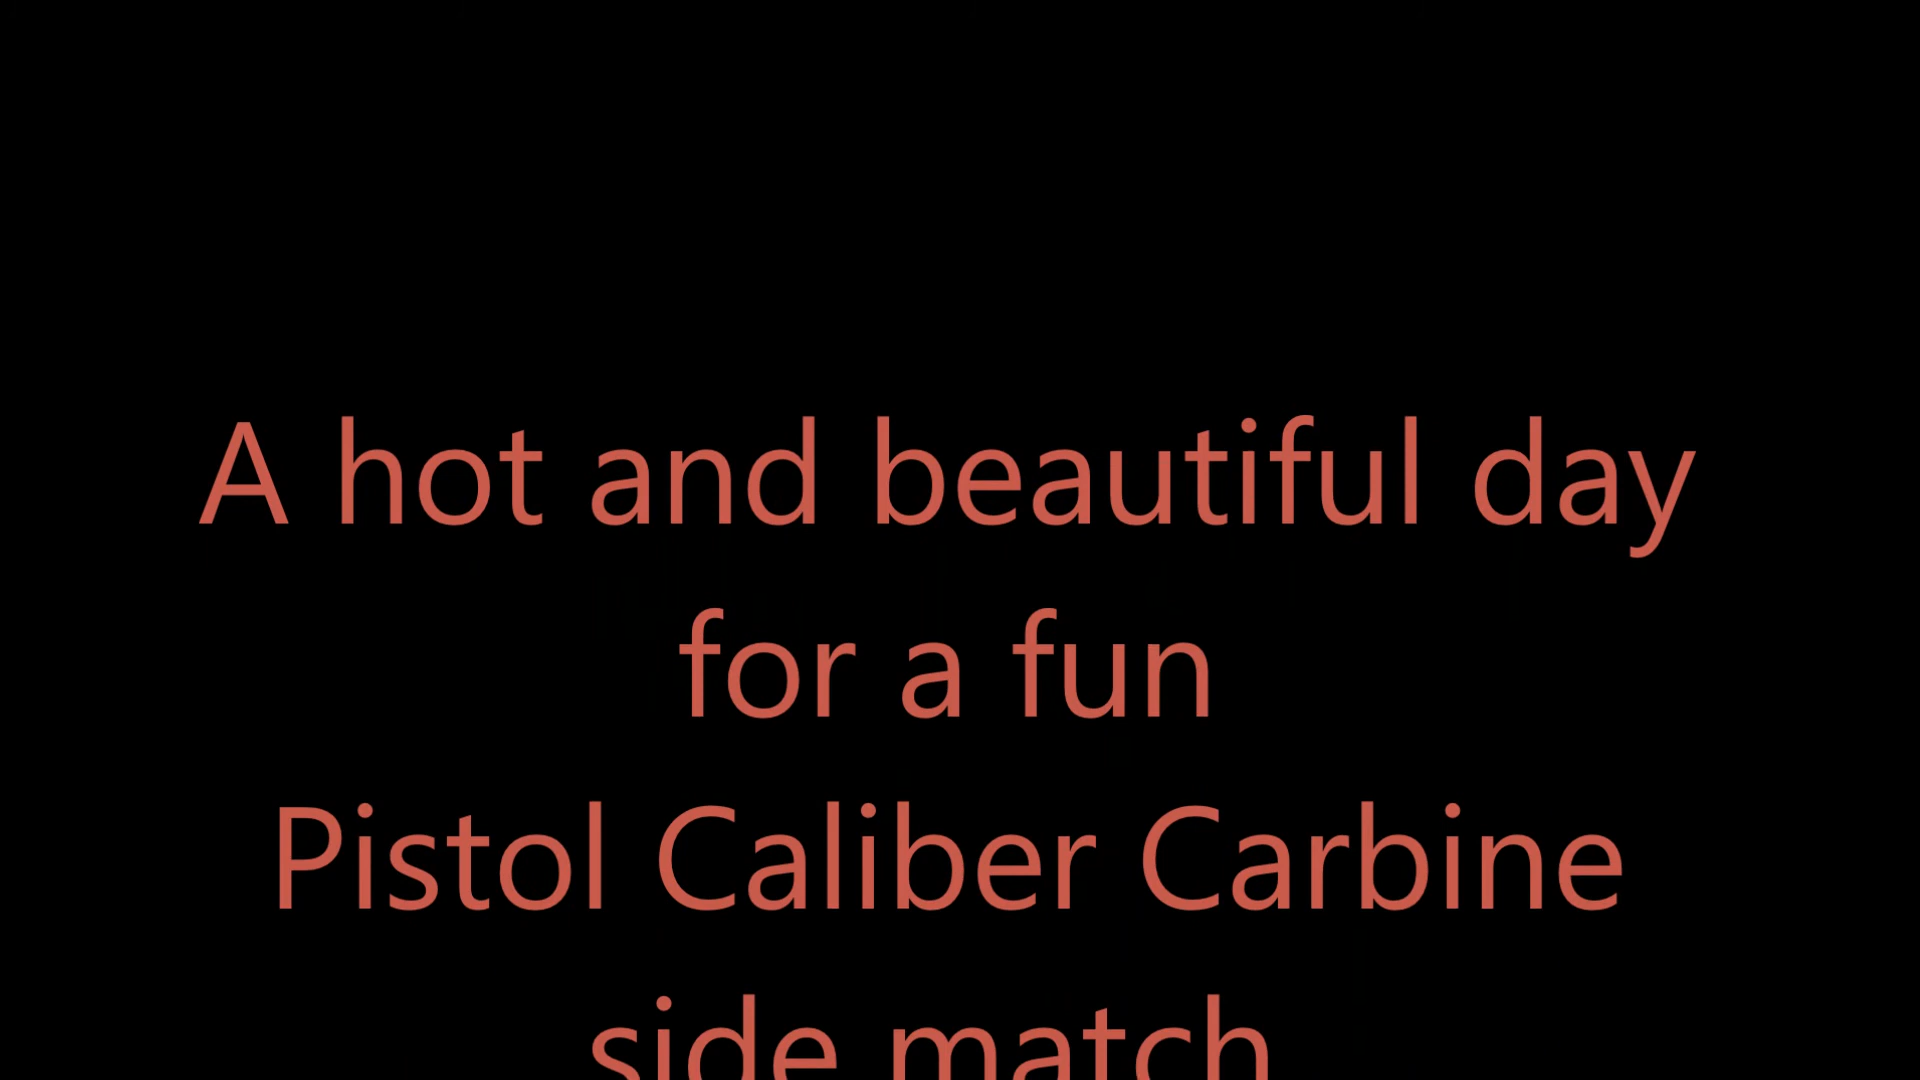 A hot and beautiful day
for a fun
Pistol Caliber Carbine
side match